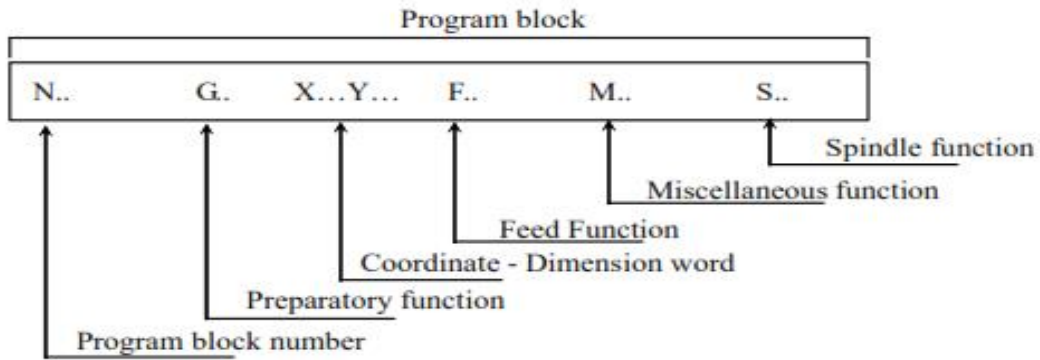 Program block
N.. G.. X...Y... F.. M.. S..
Spindle function
Miscellaneous function
Feed Function
Coordinate - Dimension word
Preparatory function
Program block number